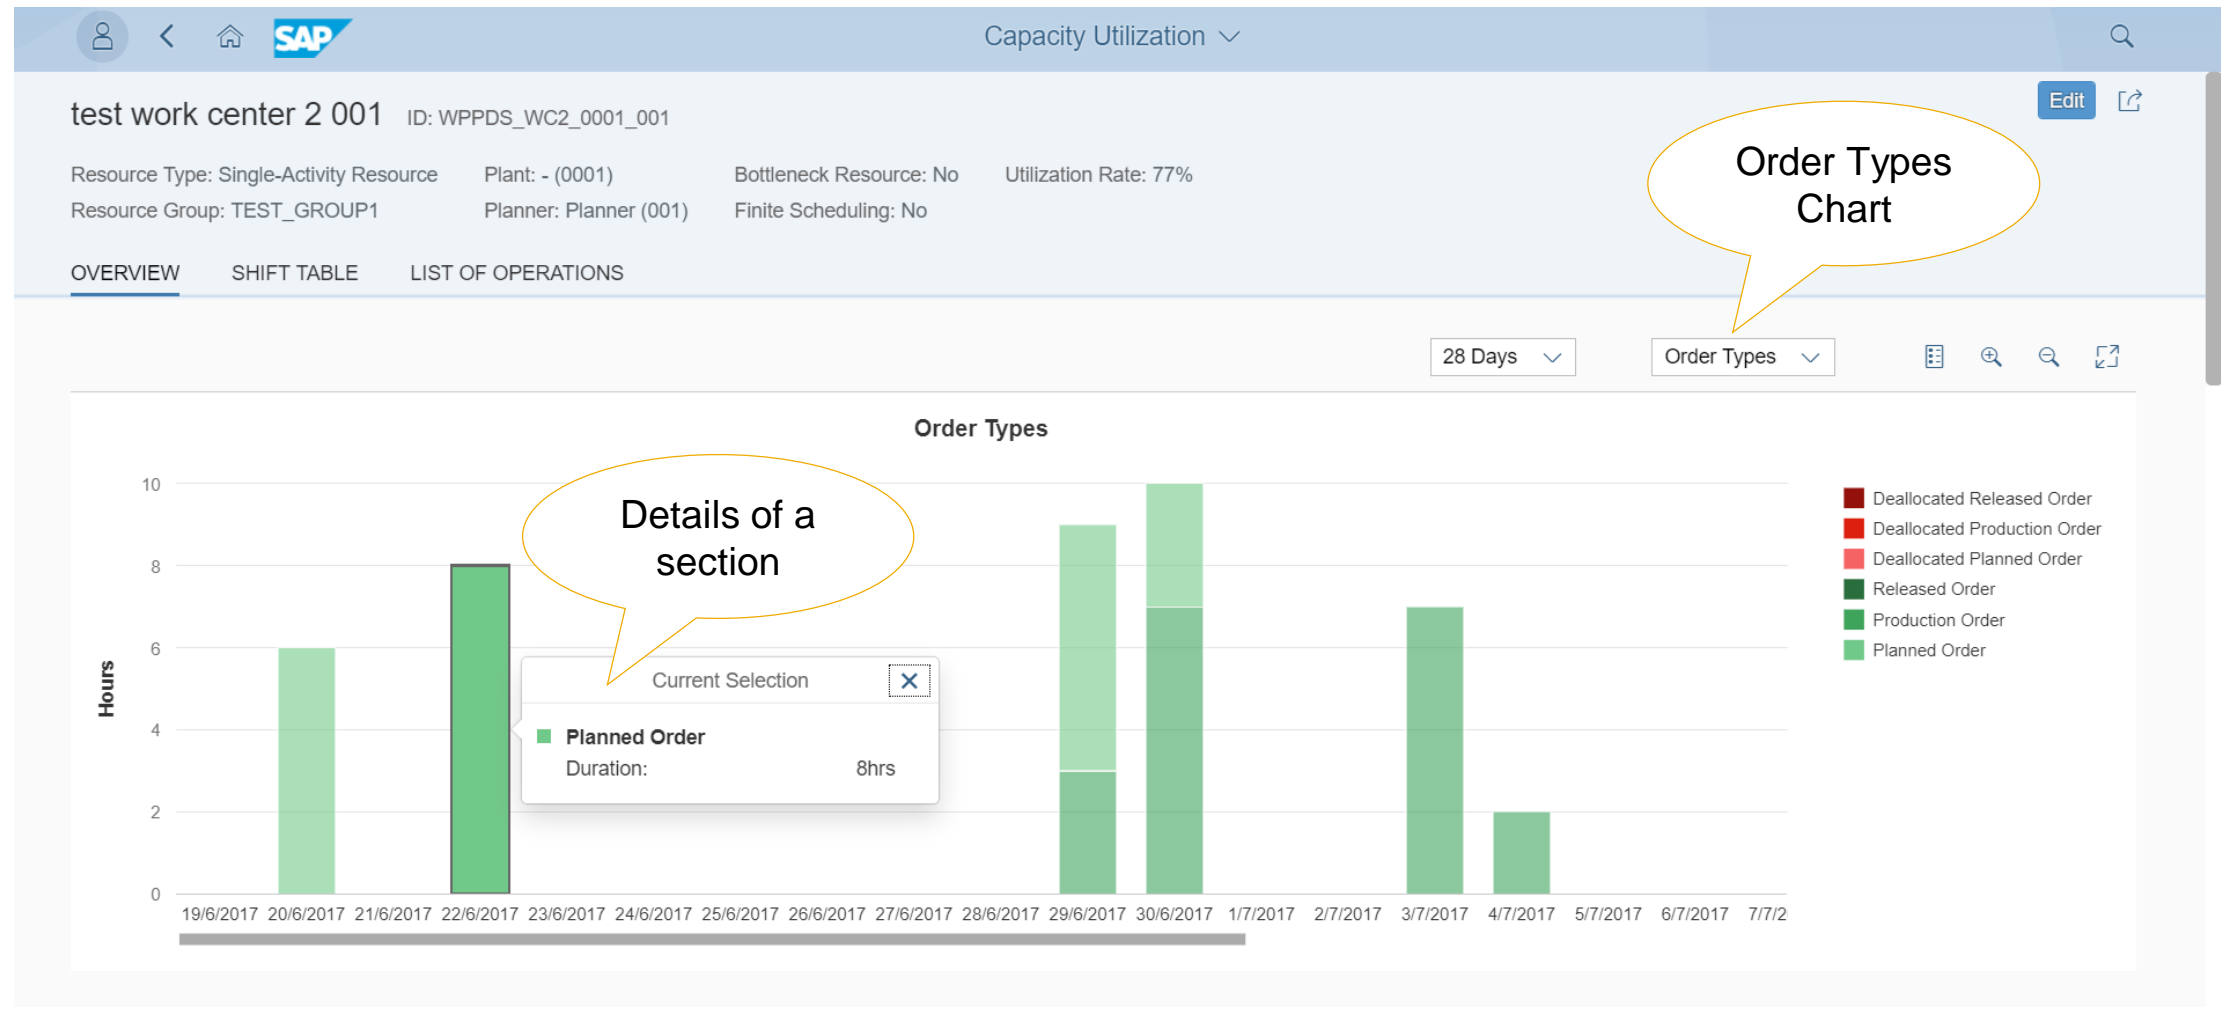 SAP
Capacity Utilization
test work center 2 001 ID: WPPDS_WC2_0001_001
Edit
Resource Type: Single-Activity Resource Plant: - (0001) Bottleneck Resource: No Utilization Rate: 77%
Resource Group: TEST_GROUP1 Planner: Planner (001) Finite Scheduling: No
Order Types
Chart
OVERVIEW SHIFT TABLE LIST OF OPERATIONS
28 Days Order Types
Order Types
10
8
6
4
2
0
Hours
Details of a
section
Current Selection
Planned Order
Duration: 8hrs
Deallocated Released Order
Deallocated Production Order
Deallocated Planned Order
Released Order
Production Order
Planned Order
19/6/2017 20/6/2017 21/6/2017 22/6/2017 23/6/2017 24/6/2017 25/6/2017 26/6/2017 27/6/2017 28/6/2017 29/6/2017 30/6/2017 1/7/2017 2/7/2017 3/7/2017 4/7/2017 5/7/2017 6/7/2017 7/7/2